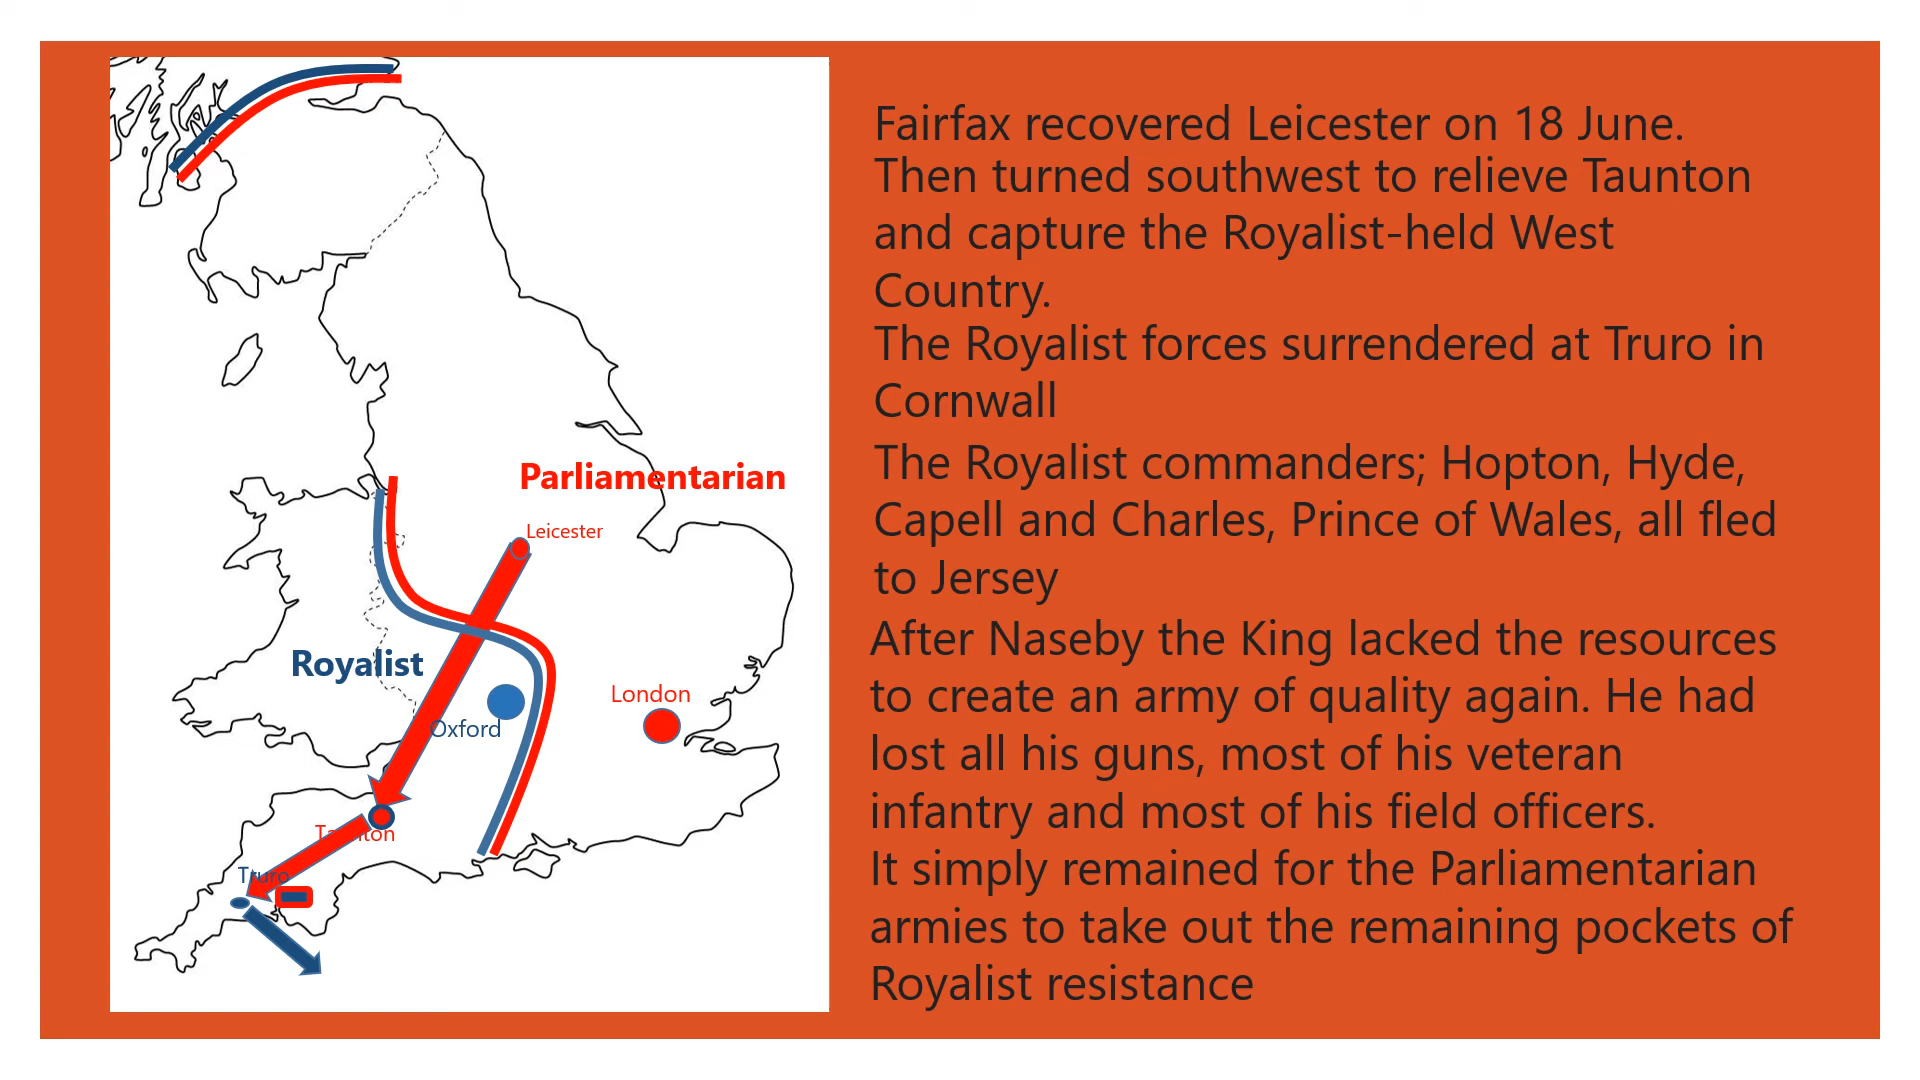 Fairfax recovered Leicester on 18 June.
Then turned southwest to relieve Taunton
and capture the Royalist-held West
Country.
The Royalist forces surrendered at Truro in
Cornwall
The Royalist commanders; Hopton, Hyde,
Capell and Charles, Prince of Wales, all fled
to Jersey
After Naseby the King lacked the resources
to create an army of quality again. He had
lost all his guns, most of his veteran
infantry and most of his field officers.
It simply remained for the Parliamentarian
armies to take out the remaining pockets of
Royalist resistance
Parliamentarian
Leicester
Royalist
London
Oxford
Taunton
Truro